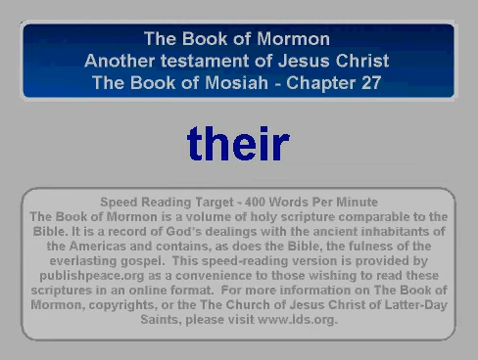 The Book of Mormon
Another testament of Jesus Christ
The Book of Mosiah - Chapter 27
their
Speed Reading Target - 400 Words Per Minute
The Book of Mormon is a volume of holy scripture comparable to the
Bible. It is a record of God's dealings with the ancient inhabitants of
the Americas and contains, as does the Bible, the fulness of the
everlasting gospel.  This speed-reading version is provided by
publishpeace.org as a convenience to those wishing to read these
scriptures in an online format.  For more information on The Book of
Mormon, copyrights, or the The Church of Jesus Christ of Latter-Day
Saints, please visit www.lds.org.